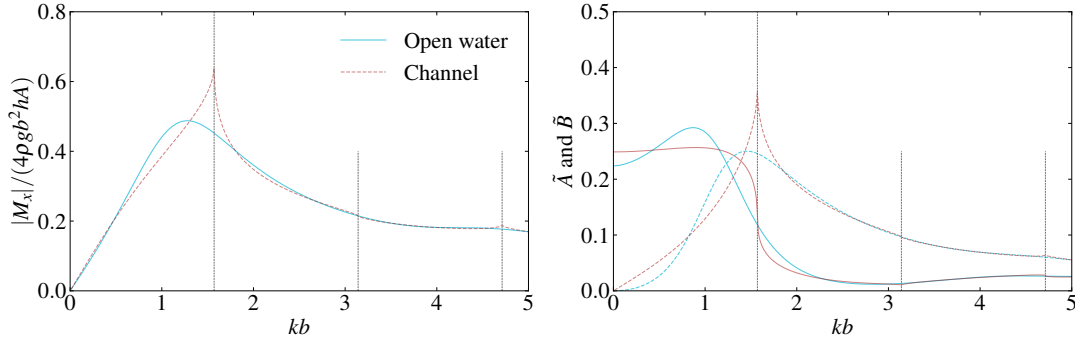 |Mₓ|/(4ρgb²hA)
0.8
0.6
0.4
0.2
0.0
Open water
Channel
0 1 2 3 4 5
kb
Ã and B̃
0.5
0.4
0.3
0.2
0.1
0.0
0 1 2 3 4 5
kb